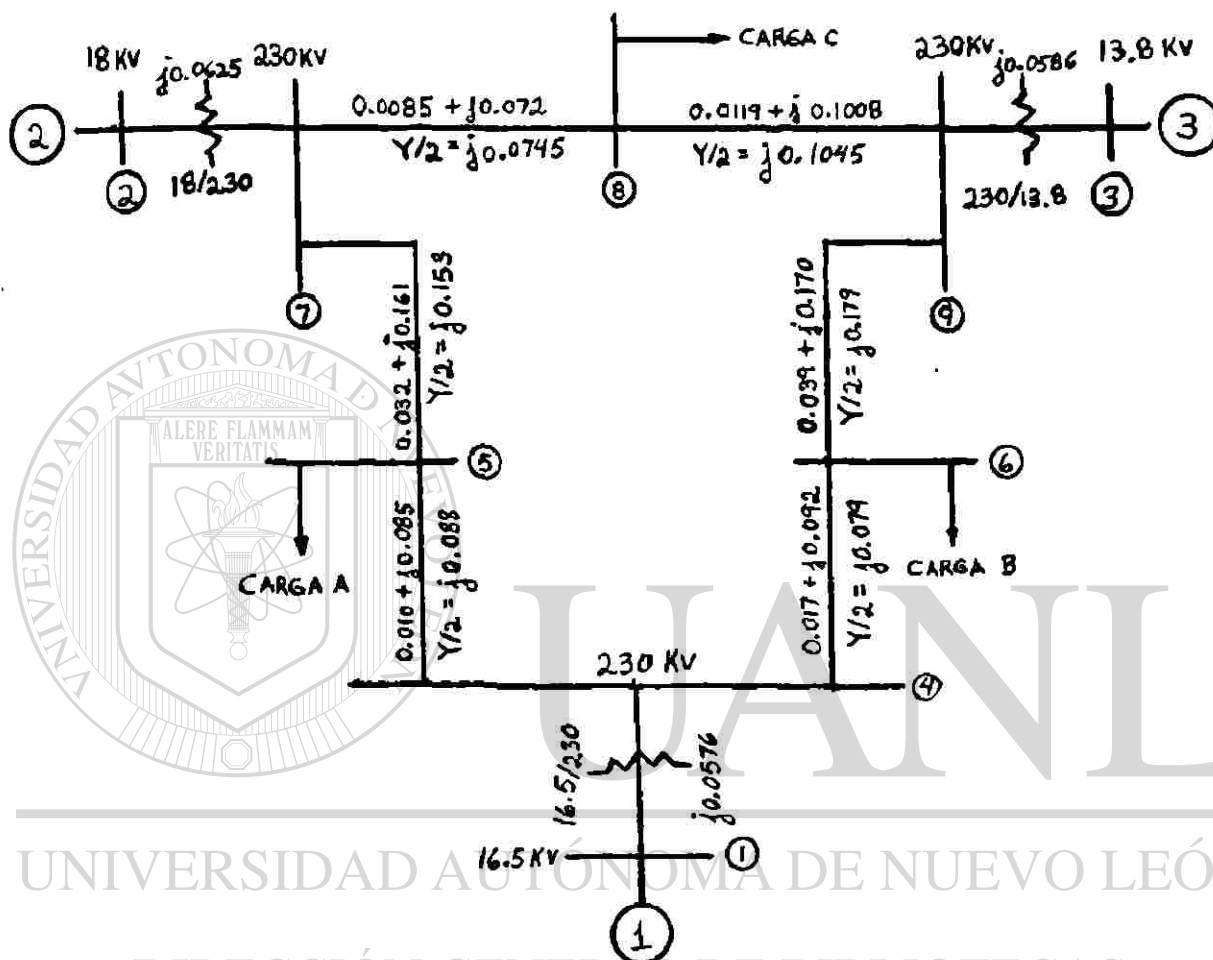 CARGA C
18 KV
j0.0625
230KV
230KV
j0.0586
13.8 KV
0.0085 + j0.072
0.0119 + j 0.1008
2
Y/2 = j0.0745
Y/2 = j0.1045
3
2
18/230
8
230/13.8
3
7
9
0.032 + j0.161
Y/2 = j0.153
0.039 + j0.170
Y/2 = j0.179
UNIVERSIDAD AVTONOMA DE NUEVO
ALERE FLAMMAM
VERITATIS
5
6
CARGA A
0.010 + j0.085
Y/2 = j0.088
0.017 + j0.092
Y/2 = j0.079
CARGA B
UANL
230 KV
4
16.5/230
j0.0576
16.5 KV
1
UNIVERSIDAD AUTÓNOMA DE NUEVO LEÓ
1